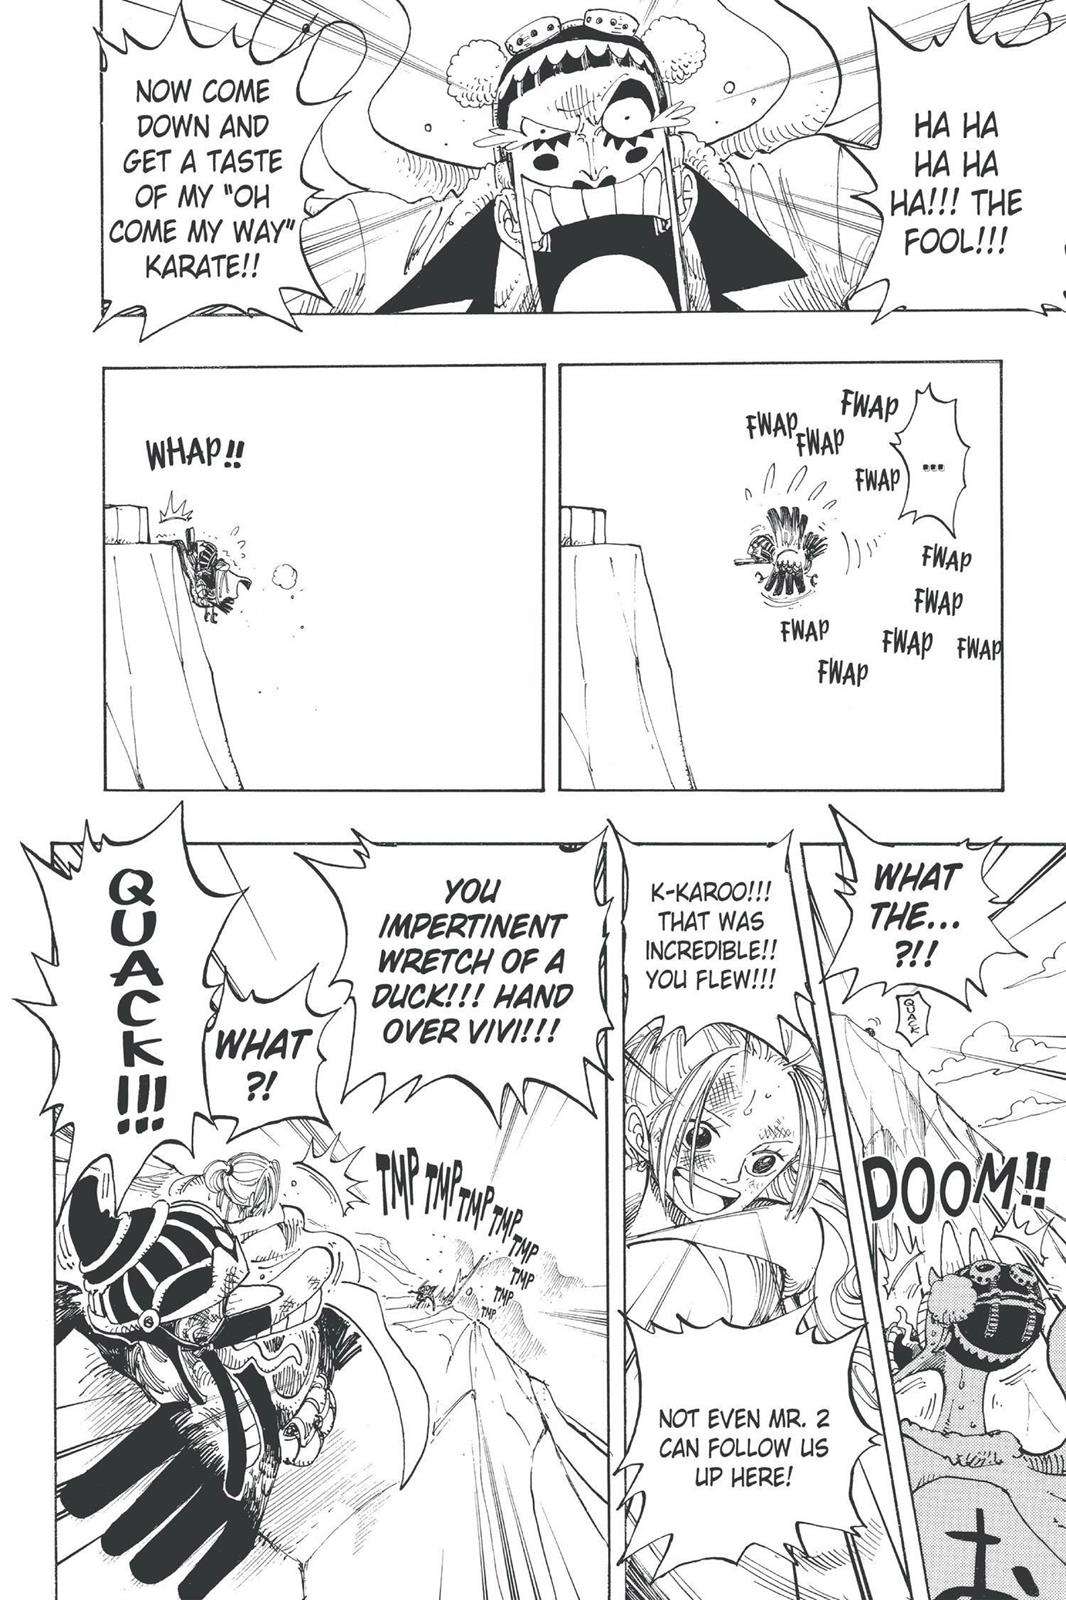 HA HA
HA HA
HA!!! THE
FOOL!!!
NOW COME
DOWN AND
GET A TASTE
OF MY "OH
COME MY WAY"
KARATE!!
...
FWAP
FWAP
FWAP
FWAP
FWAP
FWAP
FWAP
FWAP
FWAP
FWAP
WHAP!!
WHAT
THE...
?!!
QUACK
DOOM!!
お
K-KAROO!!!
THAT WAS
INCREDIBLE!!
YOU FLEW!!!
NOT EVEN MR. 2
CAN FOLLOW US
UP HERE!
YOU
IMPERTINENT
WRETCH OF A
DUCK!!! HAND
OVER VIVI!!!
TMP
TMP
TMP
TMP
TMP
TMP
TMP
TMP
WHAT
?!
QUACK!!!